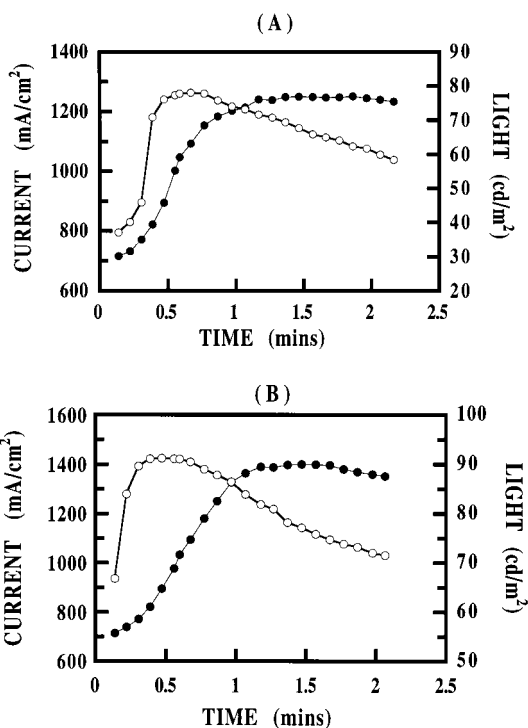 (A)
1400
1200
1000
800
600
CURRENT (mA/cm²)
90
80
70
60
50
40
30
20
LIGHT (cd/m²)
0 0.5 1 1.5 2 2.5
TIME (mins)
(B)
1600
1400
1200
1000
800
600
CURRENT (mA/cm²)
100
90
80
70
60
50
LIGHT (cd/m²)
0 0.5 1 1.5 2 2.5
TIME (mins)